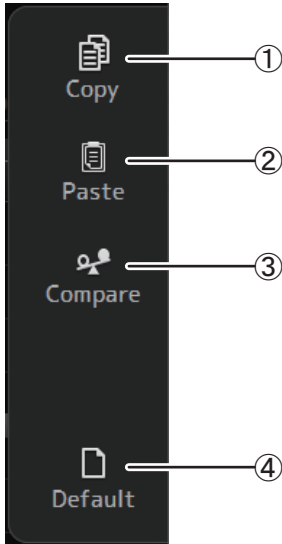 Copy ①
Paste ②
Compare ③
Default ④